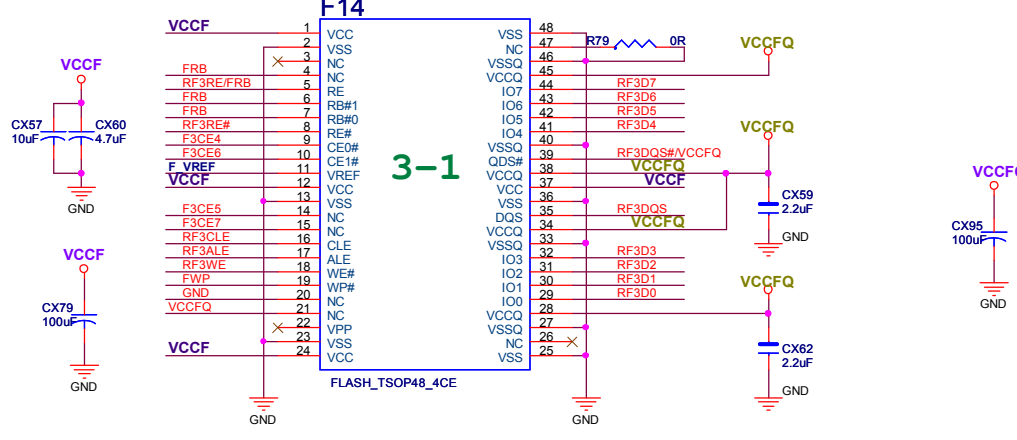 F14
VCCF 1 VCC VSS 48
2 VSS NC 47 R79 0R VCCFQ
3 NC VSSQ 46
FRB 4 NC VCCQ 45
RF3RE/FRB 5 RE IO7 44 RF3D7
FRB 6 RB#1 IO6 43 RF3D6
FRB 7 RB#0 IO5 42 RF3D5
RF3RE# 8 RE# IO4 41 RF3D4
F3CE4 9 CE0# VSSQ 40
F3CE6 10 CE1# QDS# 39 RF3DQS#/VCCFQ
F_VREF 11 VREF VCCQ 38 VCCFQ
VCCF 12 VCC VCC 37 VCCF
13 VSS VSS 36
F3CE5 14 NC DQS 35 RF3DQS
F3CE7 15 NC VCCQ 34 VCCFQ
RF3CLE 16 CLE VSSQ 33
RF3ALE 17 ALE IO3 32 RF3D3
RF3WE 18 WE# IO2 31 RF3D2
FWP 19 WP# IO1 30 RF3D1
GND 20 NC IO0 29 RF3D0
VCCFQ 21 NC VCCQ 28
22 VPP VSSQ 27
23 VSS NC 26
VCCF 24 VCC VSS 25
3-1
FLASH_TSOP48_4CE
GND
GND
VCCF
CX57 CX60
10uF 4.7uF
GND
VCCF
CX79
100uF
GND
VCCFQ
CX59
2.2uF
GND
VCCFQ
CX62
2.2uF
GND
CX95
100uF
GND